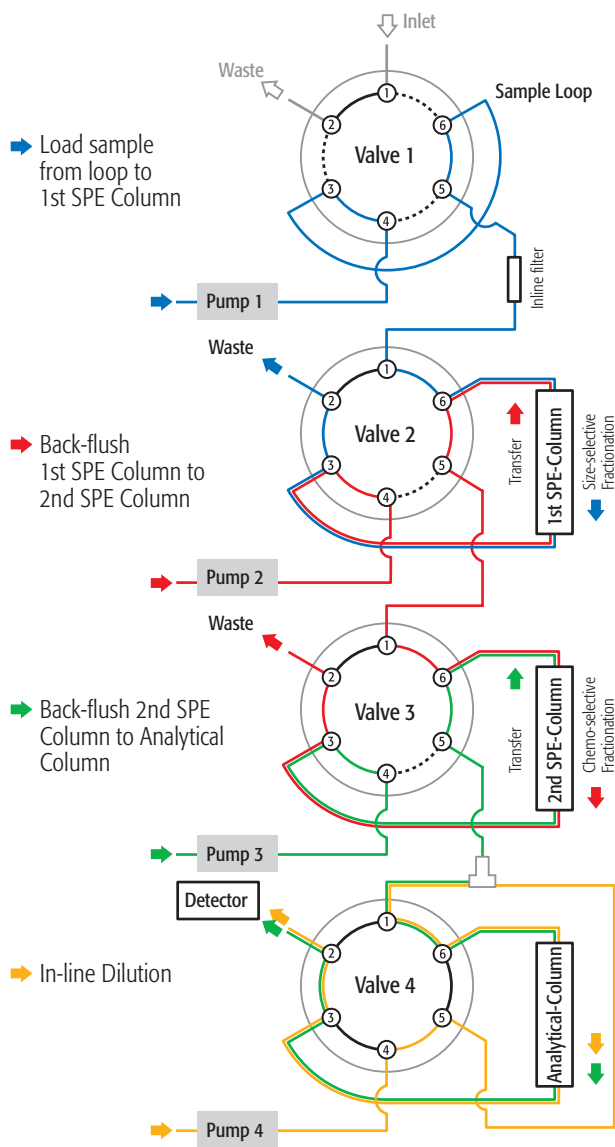 Inlet
Waste
1
2
6
Sample Loop
Valve 1
3
5
4
Load sample
from loop to
1st SPE Column
Inline filter
Pump 1
Waste
1
2
6
Valve 2
3
5
4
Transfer
1st SPE-Column
Size-selective
Fractionation
Back-flush
1st SPE Column to
2nd SPE Column
Pump 2
Waste
1
2
6
Valve 3
3
5
4
Transfer
2nd SPE-Column
Chemo-selective
Fractionation
Back-flush 2nd SPE
Column to Analytical
Column
Pump 3
Detector
1
2
6
Valve 4
3
5
4
Analytical-Column
In-line Dilution
Pump 4